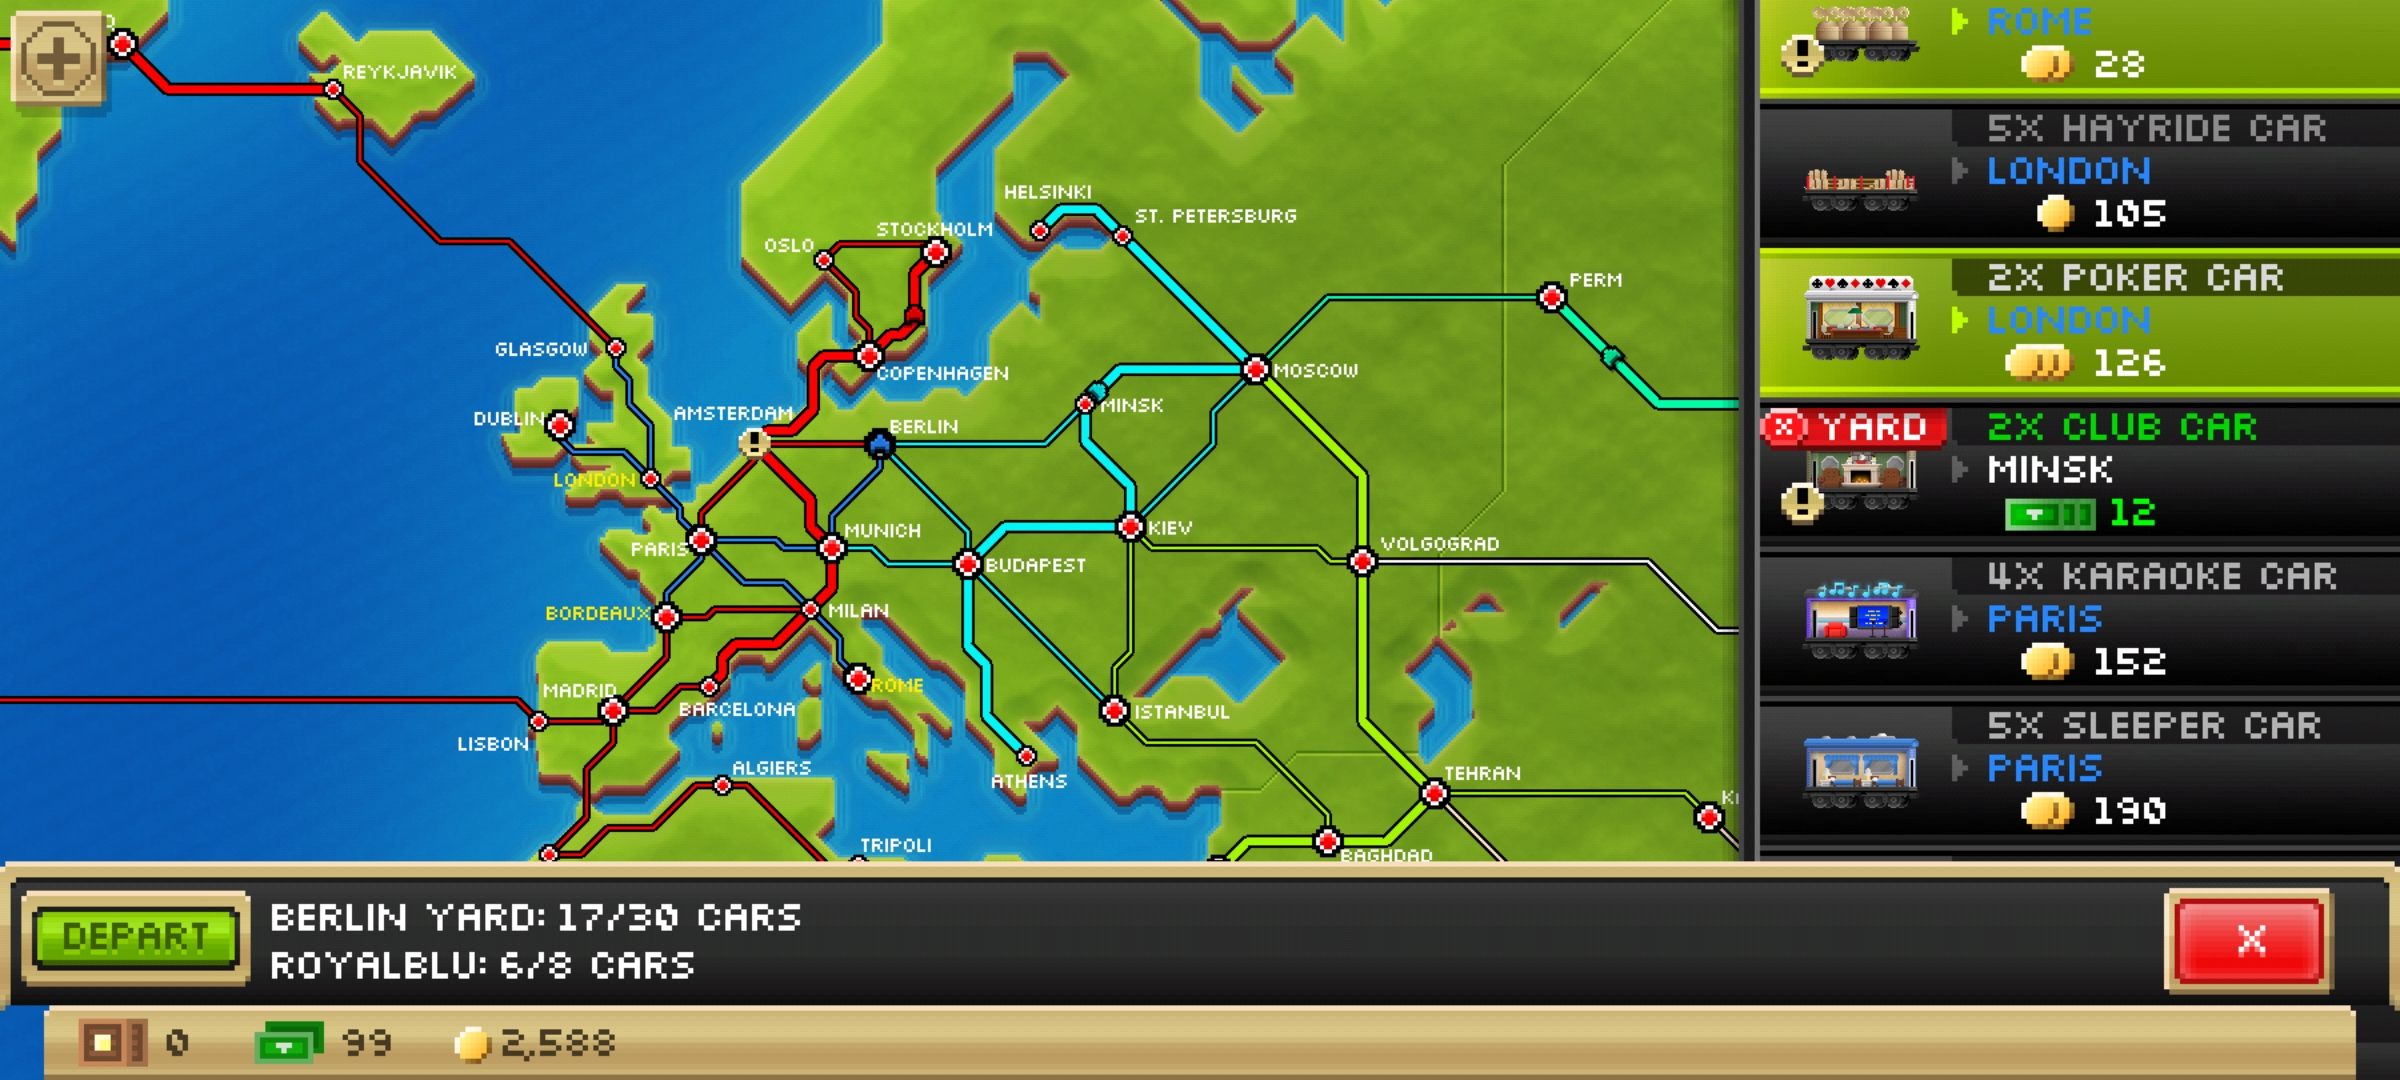 REYKJAVIK
HELSINKI
ST. PETERSBURG
STOCKHOLM
OSLO
PERM
GLASGOW
COPENHAGEN
MOSCOW
MINSK
AMSTERDAM
DUBLIN
BERLIN
LONDON
MUNICH
KIEV
VOLGOGRAD
PARIS
BUDAPEST
BORDEAUX
MILAN
MADRID
ROME
BARCELONA
ISTANBUL
LISBON
ALGIERS
ATHENS
TEHRAN
TRIPOLI
BAGHDAD
ROME
28
5X HAYRIDE CAR
LONDON
105
2X POKER CAR
LONDON
126
YARD
2X CLUB CAR
MINSK
12
4X KARAOKE CAR
PARIS
152
5X SLEEPER CAR
PARIS
190
DEPART
BERLIN YARD: 17/30 CARS
ROYALBLU: 6/8 CARS
X
0
99
2,588